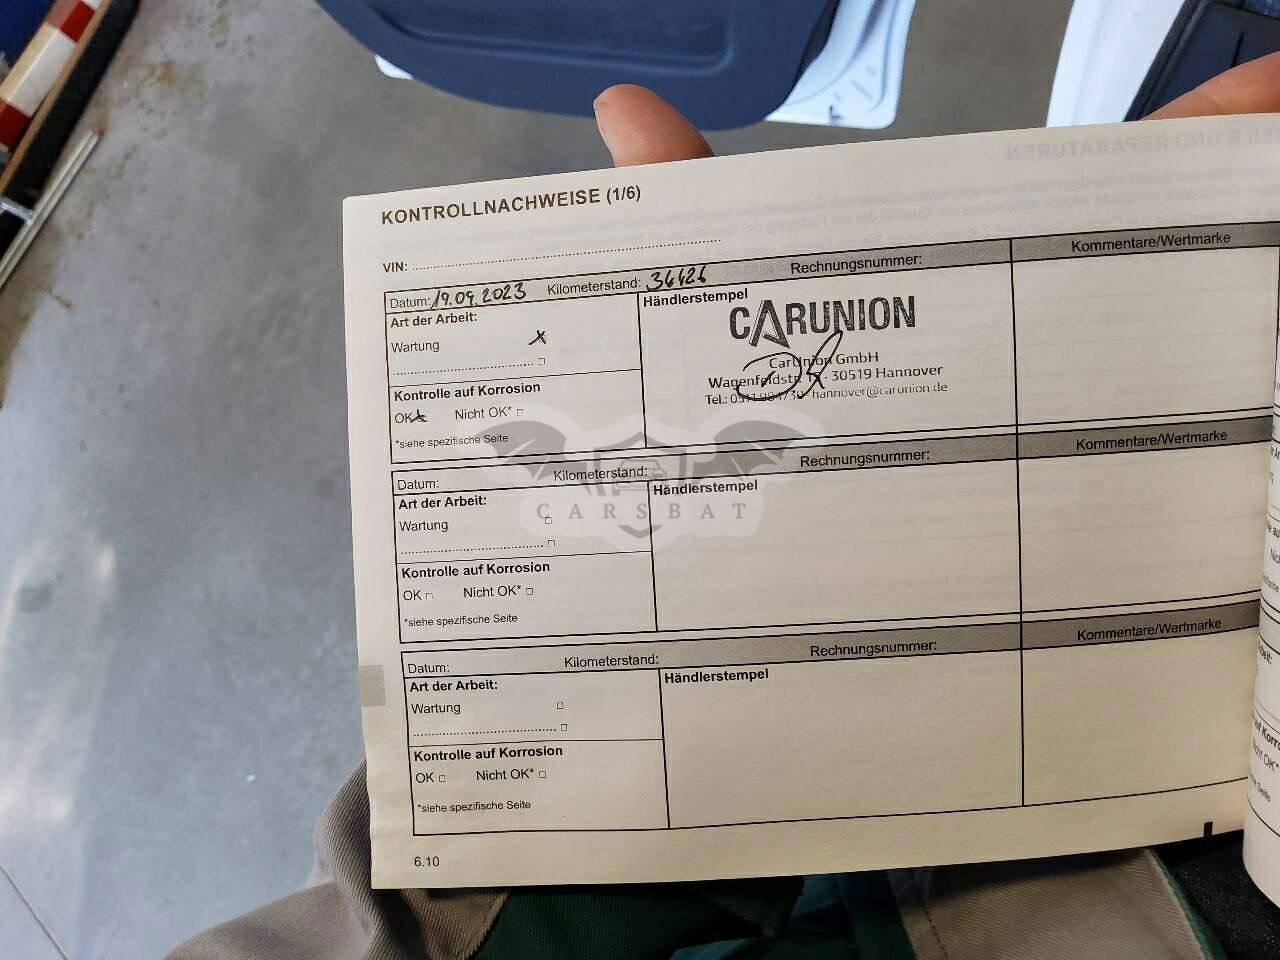 KONTROLLNACHWEISE (1/6)
VIN:
Datum: 19.09.2023 Kilometerstand: 36626 Rechnungsnummer: Kommentare/Wertmarke
Art der Arbeit: Händlerstempel
Wartung x
CARUNION
CarUnion GmbH
Wagenfeldstr. · 30519 Hannover
Tel.: hannover@carunion.de
Kontrolle auf Korrosion
OK x Nicht OK* □
*siehe spezifische Seite
Datum: Kilometerstand: Rechnungsnummer: Kommentare/Wertmarke
Art der Arbeit: Händlerstempel
Wartung □
□
Kontrolle auf Korrosion
OK □ Nicht OK* □
*siehe spezifische Seite
Datum: Kilometerstand: Rechnungsnummer: Kommentare/Wertmarke
Art der Arbeit: Händlerstempel
Wartung □
□
Kontrolle auf Korrosion
OK □ Nicht OK* □
*siehe spezifische Seite
6.10
CARSBAT